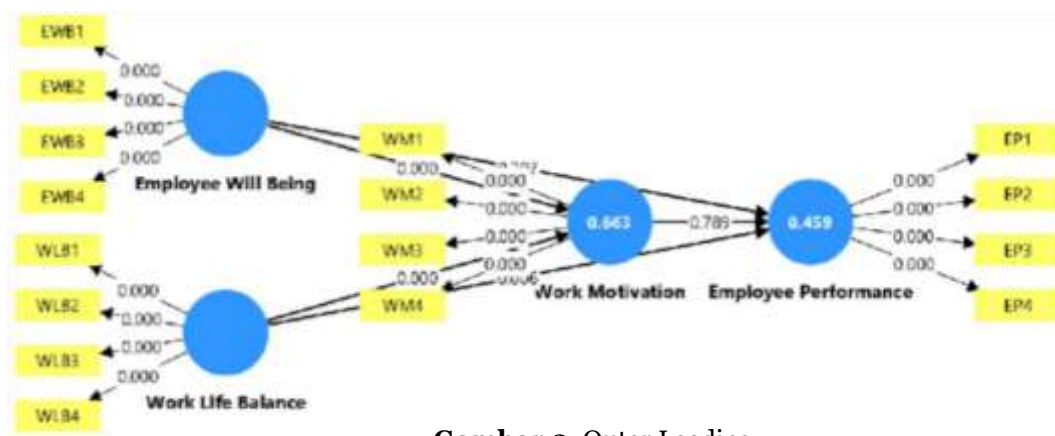 EWB1
0.000
EWB2
0.000
EWB3
0.000
EWB4
0.000
Employee Will Being
WLB1
0.000
WLB2
0.000
WLB3
0.000
WLB4
0.000
Work Life Balance
WM1
0.000
0.000
WM2
0.000
WM3
0.000
0.000
0.000
WM4
0.663
Work Motivation
0.789
0.459
Employee Performance
EP1
0.000
EP2
0.000
EP3
0.000
EP4
0.000
Outer Loading